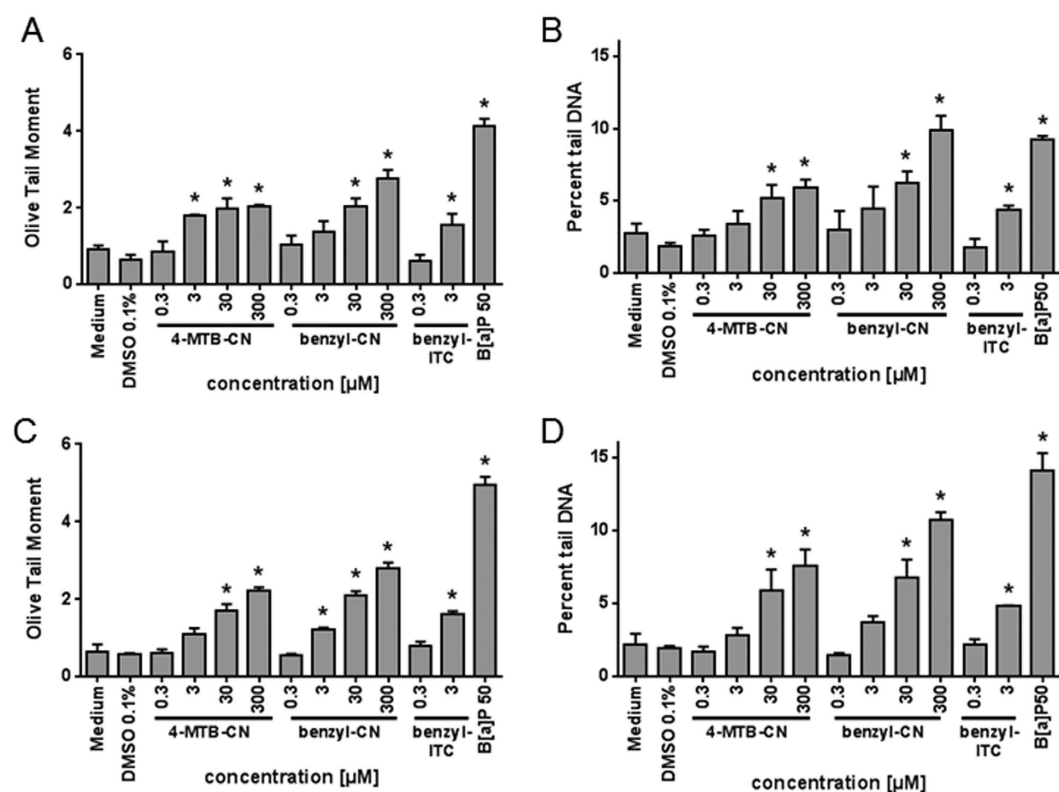 A
Olive Tail Moment
6
4
2
0
* * * * * * *
Medium
DMSO 0.1%
0.3 3 30 300
4-MTB-CN
0.3 3 30 300
benzyl-CN
0.3 3
benzyl-
ITC
B[a]P 50
concentration [µM]
B
Percent tail DNA
15
10
5
0
* * * * * *
Medium
DMSO 0.1%
0.3 3 30 300
4-MTB-CN
0.3 3 30 300
benzyl-CN
0.3 3
benzyl-
ITC
B[a]P50
concentration [µM]
C
Olive Tail Moment
6
4
2
0
* * * * * * *
Medium
DMSO 0.1%
0.3 3 30 300
4-MTB-CN
0.3 3 30 300
benzyl-CN
0.3 3
benzyl-
ITC
B[a]P 50
concentration [µM]
D
Percent tail DNA
15
10
5
0
* * * * * *
Medium
DMSO 0.1%
0.3 3 30 300
4-MTB-CN
0.3 3 30 300
benzyl-CN
0.3 3
benzyl-
ITC
B[a]P50
concentration [µM]